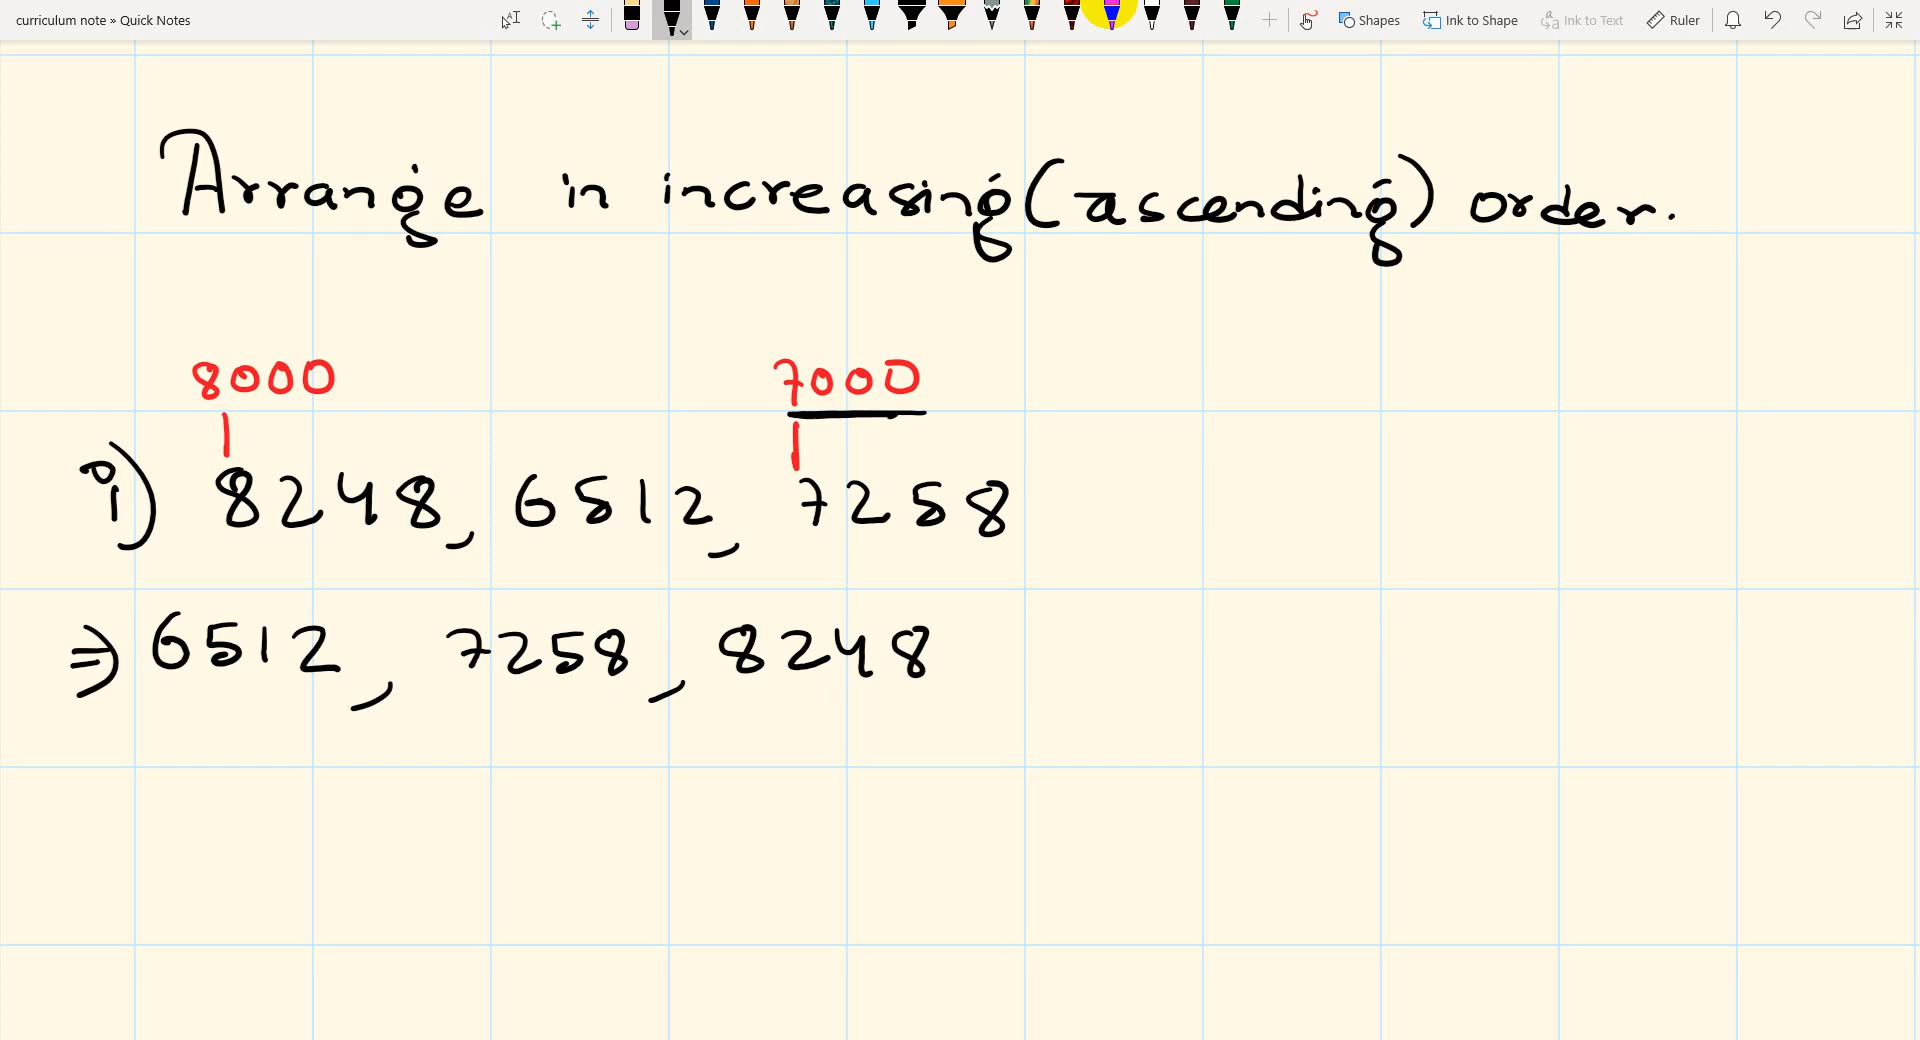 curriculum note » Quick Notes Shapes Ink to Shape Ink to Text Ruler
Arrange in increasing (ascending) order.
8000 7000
i) 8248, 6512, 7258
⇒ 6512, 7258, 8248